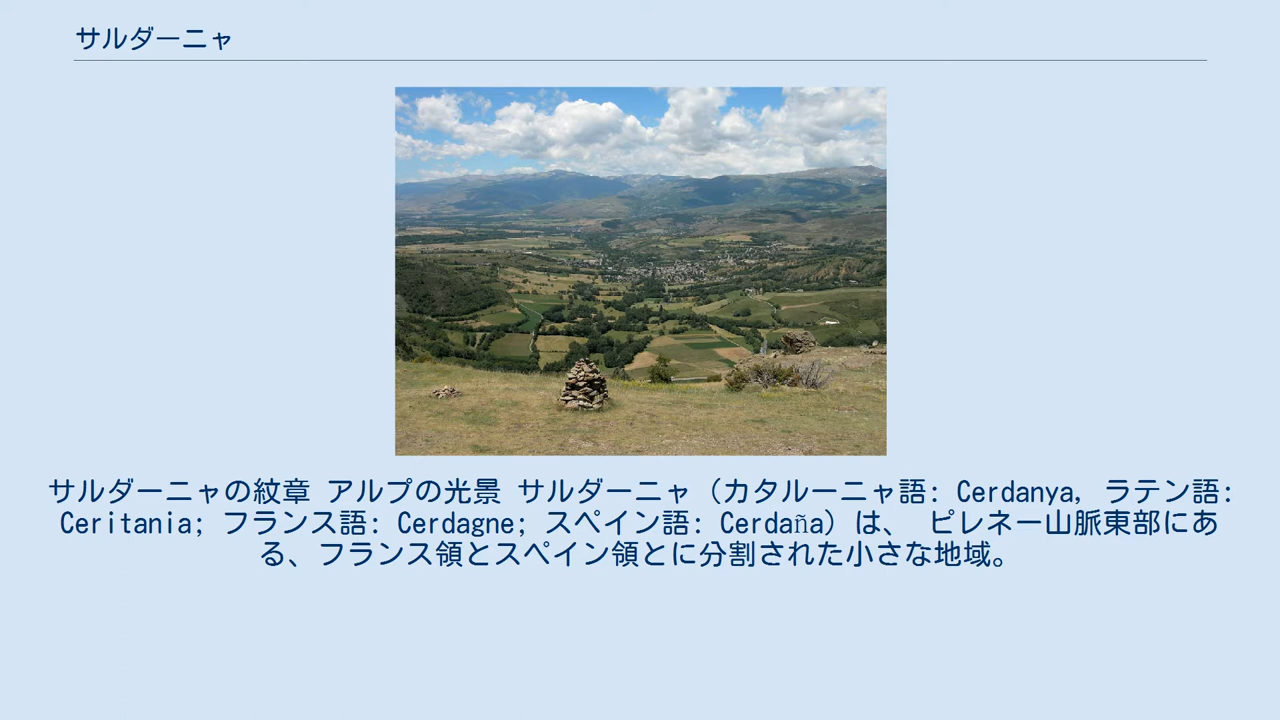 サルダーニャ
サルダーニャの紋章 アルプの光景 サルダーニャ（カタルーニャ語: Cerdanya, ラテン語:
Ceritania; フランス語: Cerdagne; スペイン語: Cerdaña）は、 ピレネー山脈東部にあ
る、フランス領とスペイン領とに分割された小さな地域。